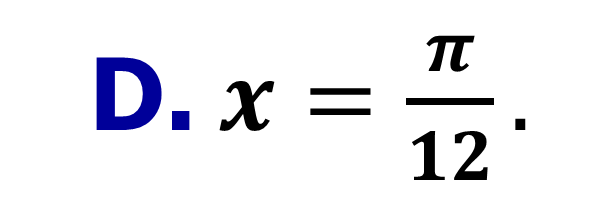 D. x = π/12.